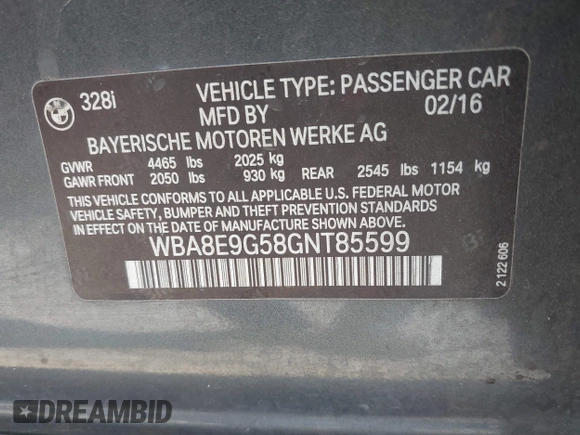 328i VEHICLE TYPE: PASSENGER CAR
MFD BY 02/16
BAYERISCHE MOTOREN WERKE AG
GVWR 4465 lbs 2025 kg
GAWR FRONT 2050 lbs 930 kg REAR 2545 lbs 1154 kg
THIS VEHICLE CONFORMS TO ALL APPLICABLE U.S. FEDERAL MOTOR
VEHICLE SAFETY, BUMPER AND THEFT PREVENTION STANDARDS
IN EFFECT ON THE DATE OF MANUFACTURE SHOWN ABOVE.
WBA8E9G58GNT85599
2 122 606
DREAMBID